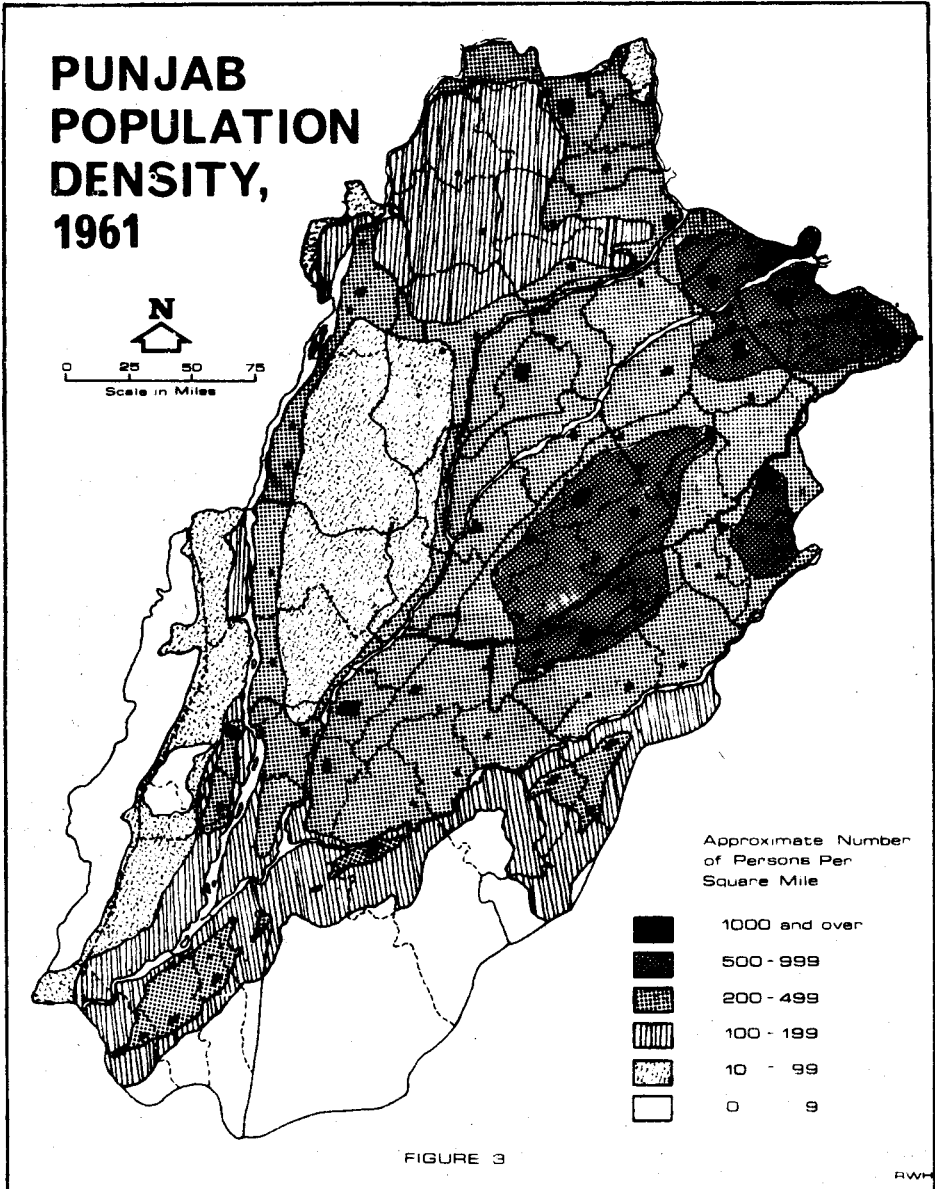 PUNJAB
POPULATION
DENSITY,
1961
N
0 25 50 75
Scale in Miles
Approximate Number
of Persons Per
Square Mile
1000 and over
500-999
200-499
100-199
10 - 99
0 9
FIGURE 3
RWH